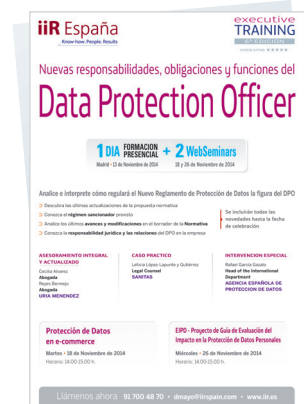 iiR España
Know-how. People. Results
executive
TRAINING
Nuevas responsabilidades, obligaciones y funciones del
Data Protection Officer
1 DIA FORMACION PRESENCIAL + 2 WebSeminars
Madrid • 13 de Noviembre de 2014
18 y 26 de Noviembre de 2014
Analice e interprete cómo regulará el Nuevo Reglamento de Protección de Datos la figura del DPO
Descubra las últimas actualizaciones de la propuesta normativa
Conozca el régimen sancionador previsto
Analice los últimos avances y modificaciones en el borrador de la Normativa
Conozca la responsabilidad jurídica y las relaciones del DPO en la empresa
Se incluirán todas las
novedades hasta la fecha
de celebración
ASESORAMIENTO INTEGRAL
Y ACTUALIZADO
Cecilia Álvarez
Abogada
Reyes Bermejo
Abogada
URIA MENENDEZ
CASO PRACTICO
Leticia López-Lapuente y Gutiérrez
Legal Counsel
SANITAS
INTERVENCION ESPECIAL
Rafael García Gozalo
Head of the International
Department
AGENCIA ESPAÑOLA DE
PROTECCIÓN DE DATOS
Protección de Datos
en e-commerce
Martes • 18 de Noviembre de 2014
Horario: 14.00-15.00 h.
EIPD - Proyecto de Guía de Evaluación del
Impacto en la Protección de Datos Personales
Miércoles • 26 de Noviembre de 2014
Horario: 14.00-15.00 h.
Llámenos ahora 91 700 48 70 • dmayo@iirspain.com • www.iir.es